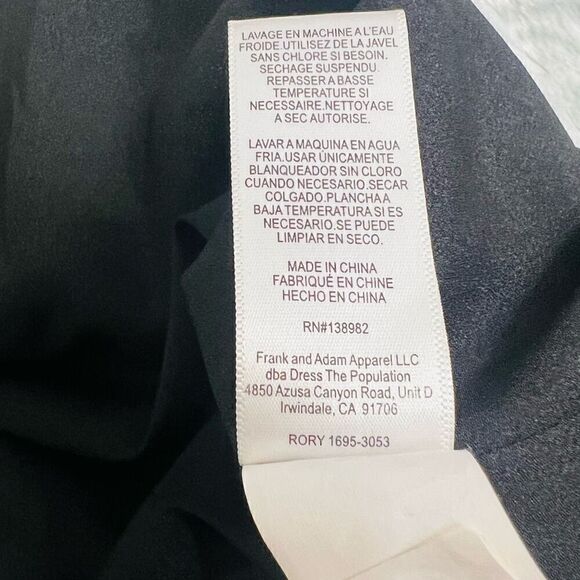 LAVAGE EN MACHINE A L'EAU
FROIDE.UTILISEZ DE LA JAVEL
SANS CHLORE SI BESOIN.
SECHAGE SUSPENDU.
REPASSER A BASSE
TEMPERATURE SI
NECESSAIRE.NETTOYAGE
A SEC AUTORISE.
LAVAR A MAQUINA EN AGUA
FRIA.USAR ÚNICAMENTE
BLANQUEADOR SIN CLORO
CUANDO NECESARIO.SECAR
COLGADO.PLANCHA A
BAJA TEMPERATURA SI ES
NECESARIO.SE PUEDE
LIMPIAR EN SECO.
MADE IN CHINA
FABRIQUÉ EN CHINE
HECHO EN CHINA
RN#138982
Frank and Adam Apparel LLC
dba Dress The Population
4850 Azusa Canyon Road, Unit D
Irwindale, CA 91706
RORY 1695-3053